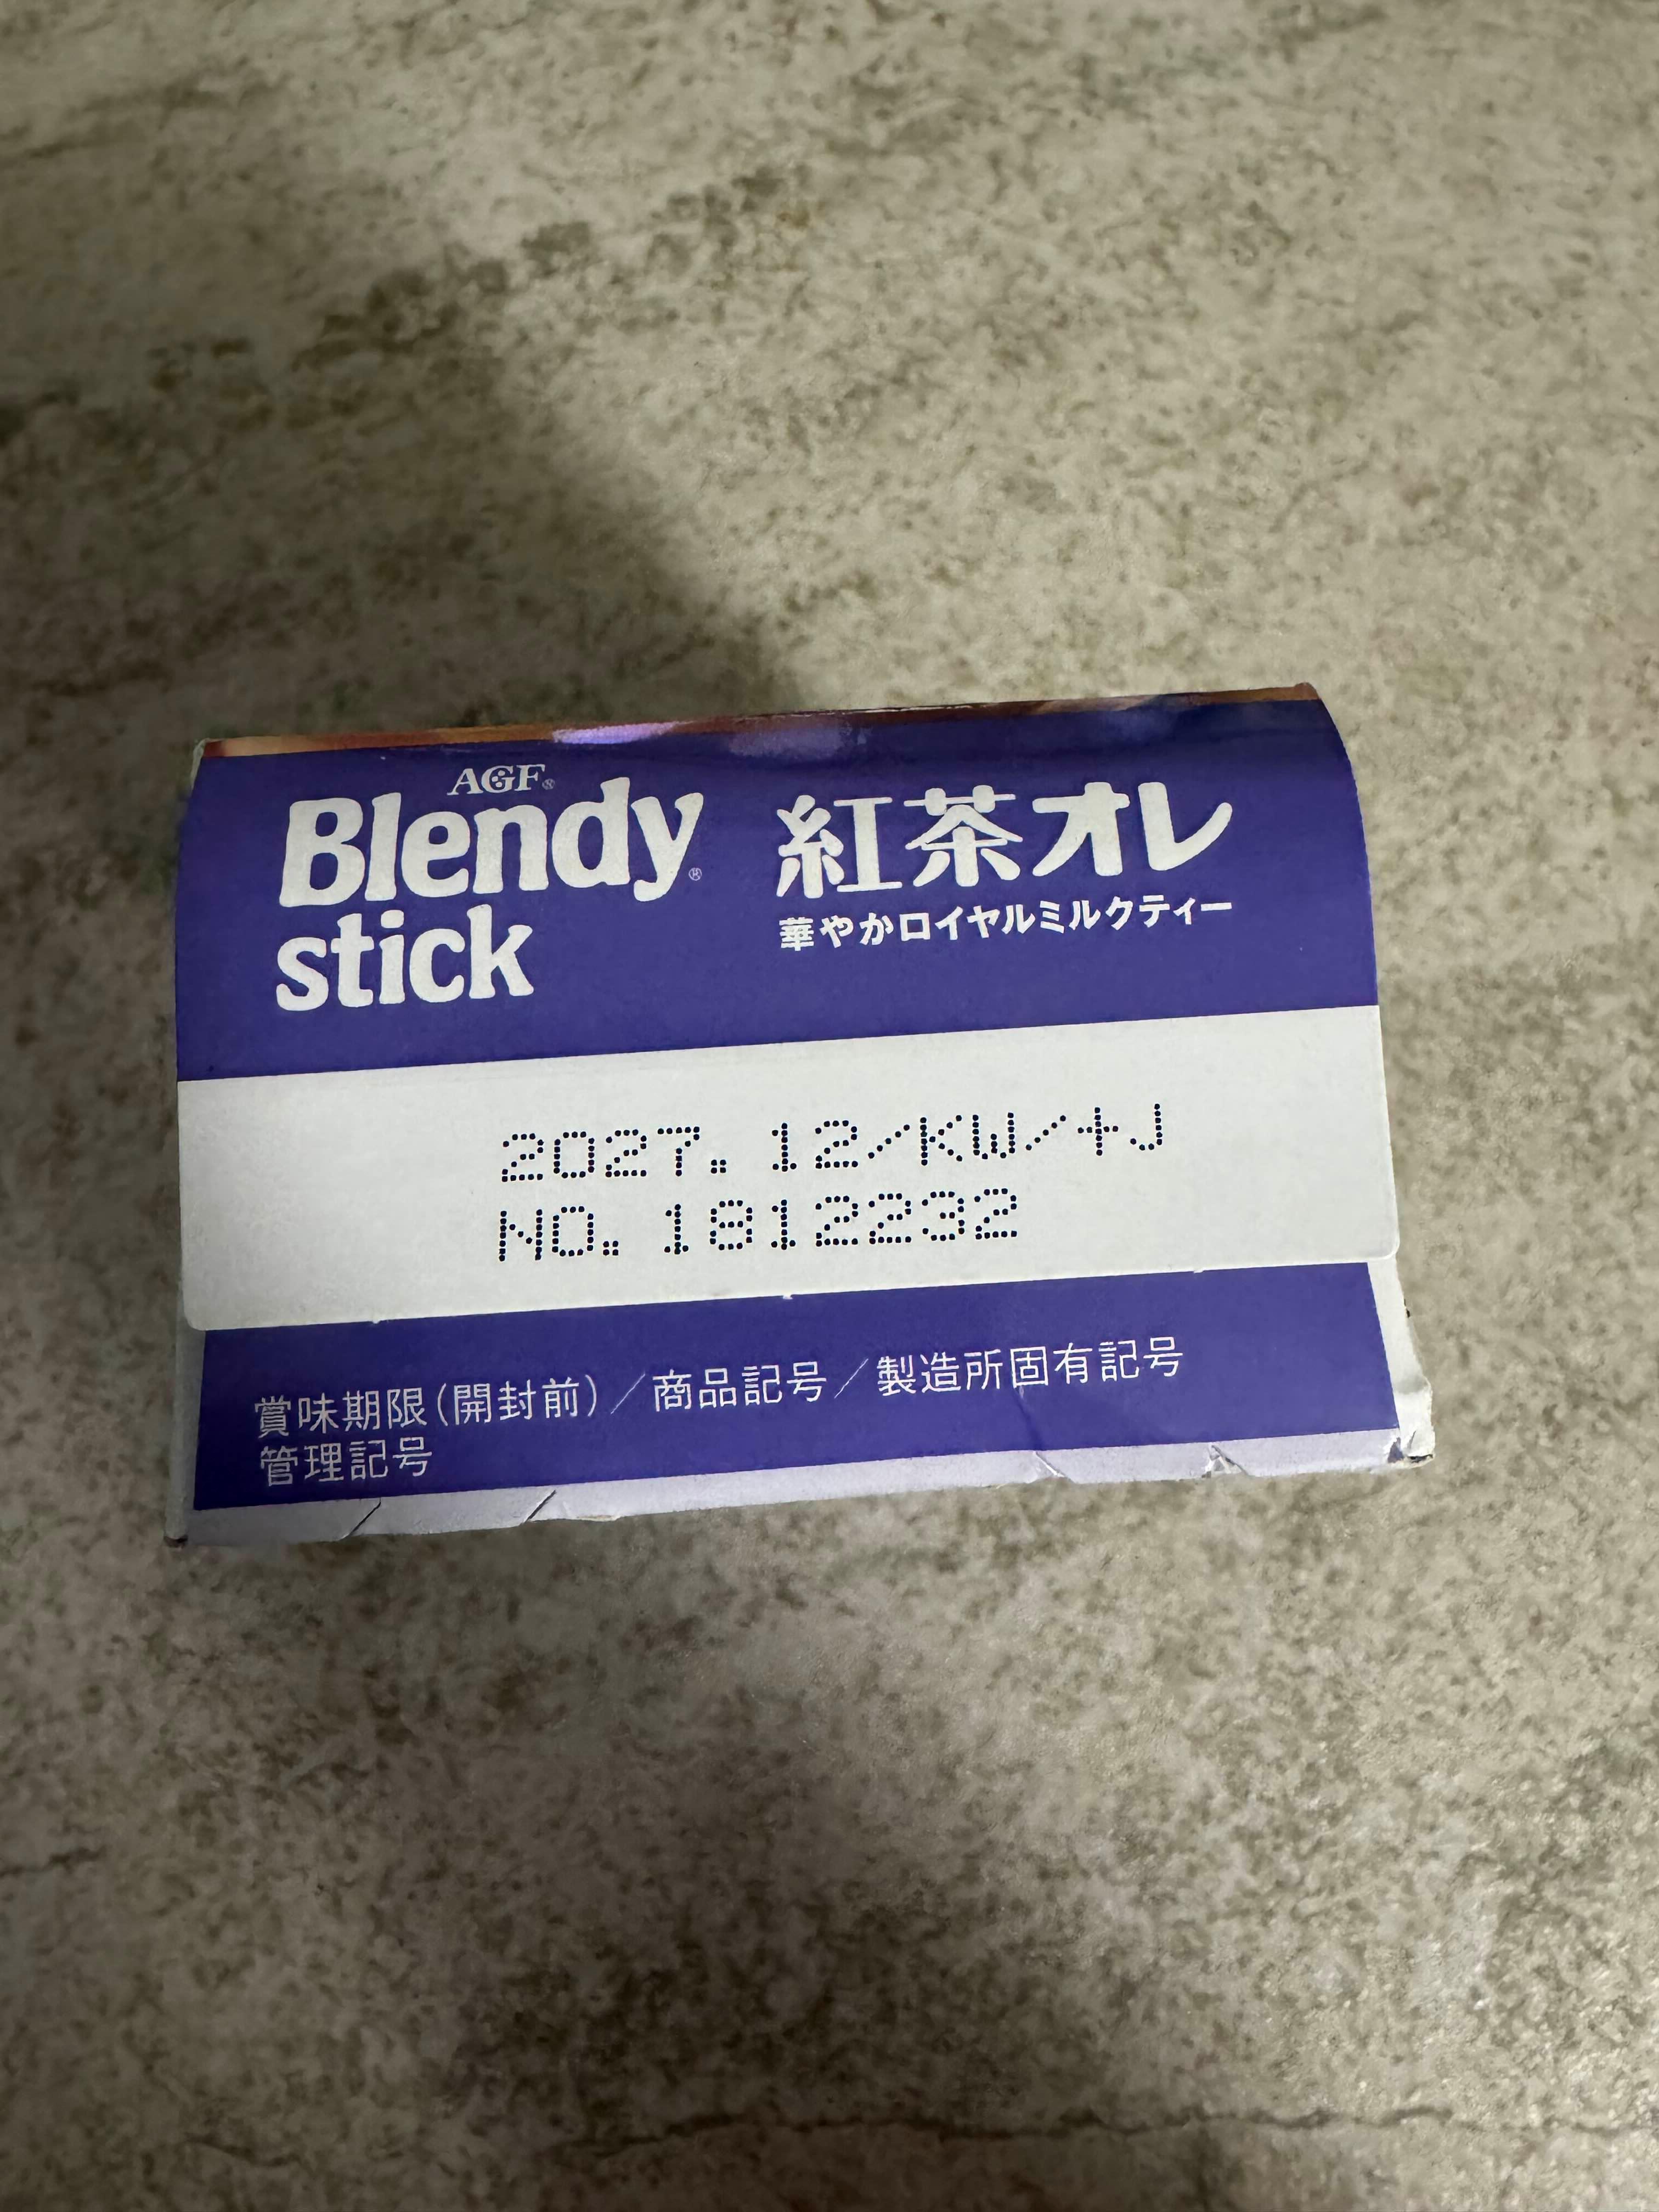 AGF®
Blendy®
stick
紅茶オレ
華やかロイヤルミルクティー
2027.12/KW/+J
NO.1812232
賞味期限(開封前)/商品記号/製造所固有記号
管理記号